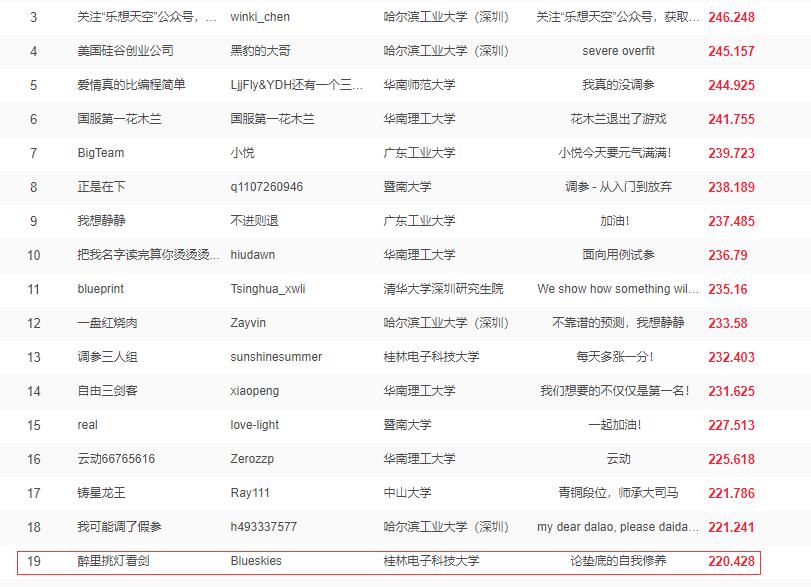 3 关注“乐想天空”公众号，... winki_chen 哈尔滨工业大学（深圳） 关注“乐想天空”公众号，获取... 246.248
4 美国硅谷创业公司 黑豹的大哥 哈尔滨工业大学（深圳） severe overfit 245.157
5 爱情真的比编程简单 LjjFly&YDH还有一个三... 华南师范大学 我真的没调参 244.925
6 国服第一花木兰 国服第一花木兰 华南理工大学 花木兰退出了游戏 241.755
7 BigTeam 小悦 广东工业大学 小悦今天要元气满满！ 239.723
8 正是在下 q1107260946 暨南大学 调参 - 从入门到放弃 238.189
9 我想静静 不进则退 广东工业大学 加油！ 237.485
10 把我名字读完算你烫烫烫... hiudawn 华南理工大学 面向用例试参 236.79
11 blueprint Tsinghua_xwli 清华大学深圳研究生院 We show how something wil... 235.16
12 一盘红烧肉 Zayvin 哈尔滨工业大学（深圳） 不靠谱的预测，我想静静 233.58
13 调参三人组 sunshinesummer 桂林电子科技大学 每天多涨一分！ 232.403
14 自由三剑客 xiaopeng 华南理工大学 我们想要的不仅仅是第一名！ 231.625
15 real love-light 暨南大学 一起加油！ 227.513
16 云动66765616 Zerozzp 华南理工大学 云动 225.618
17 铸星龙王 Ray111 中山大学 青铜段位，师承大司马 221.786
18 我可能调了假参 h493337577 哈尔滨工业大学（深圳） my dear dalao, please daida... 221.241
19 醉里挑灯看剑 Blueskies 桂林电子科技大学 论垫底的自我修养 220.428